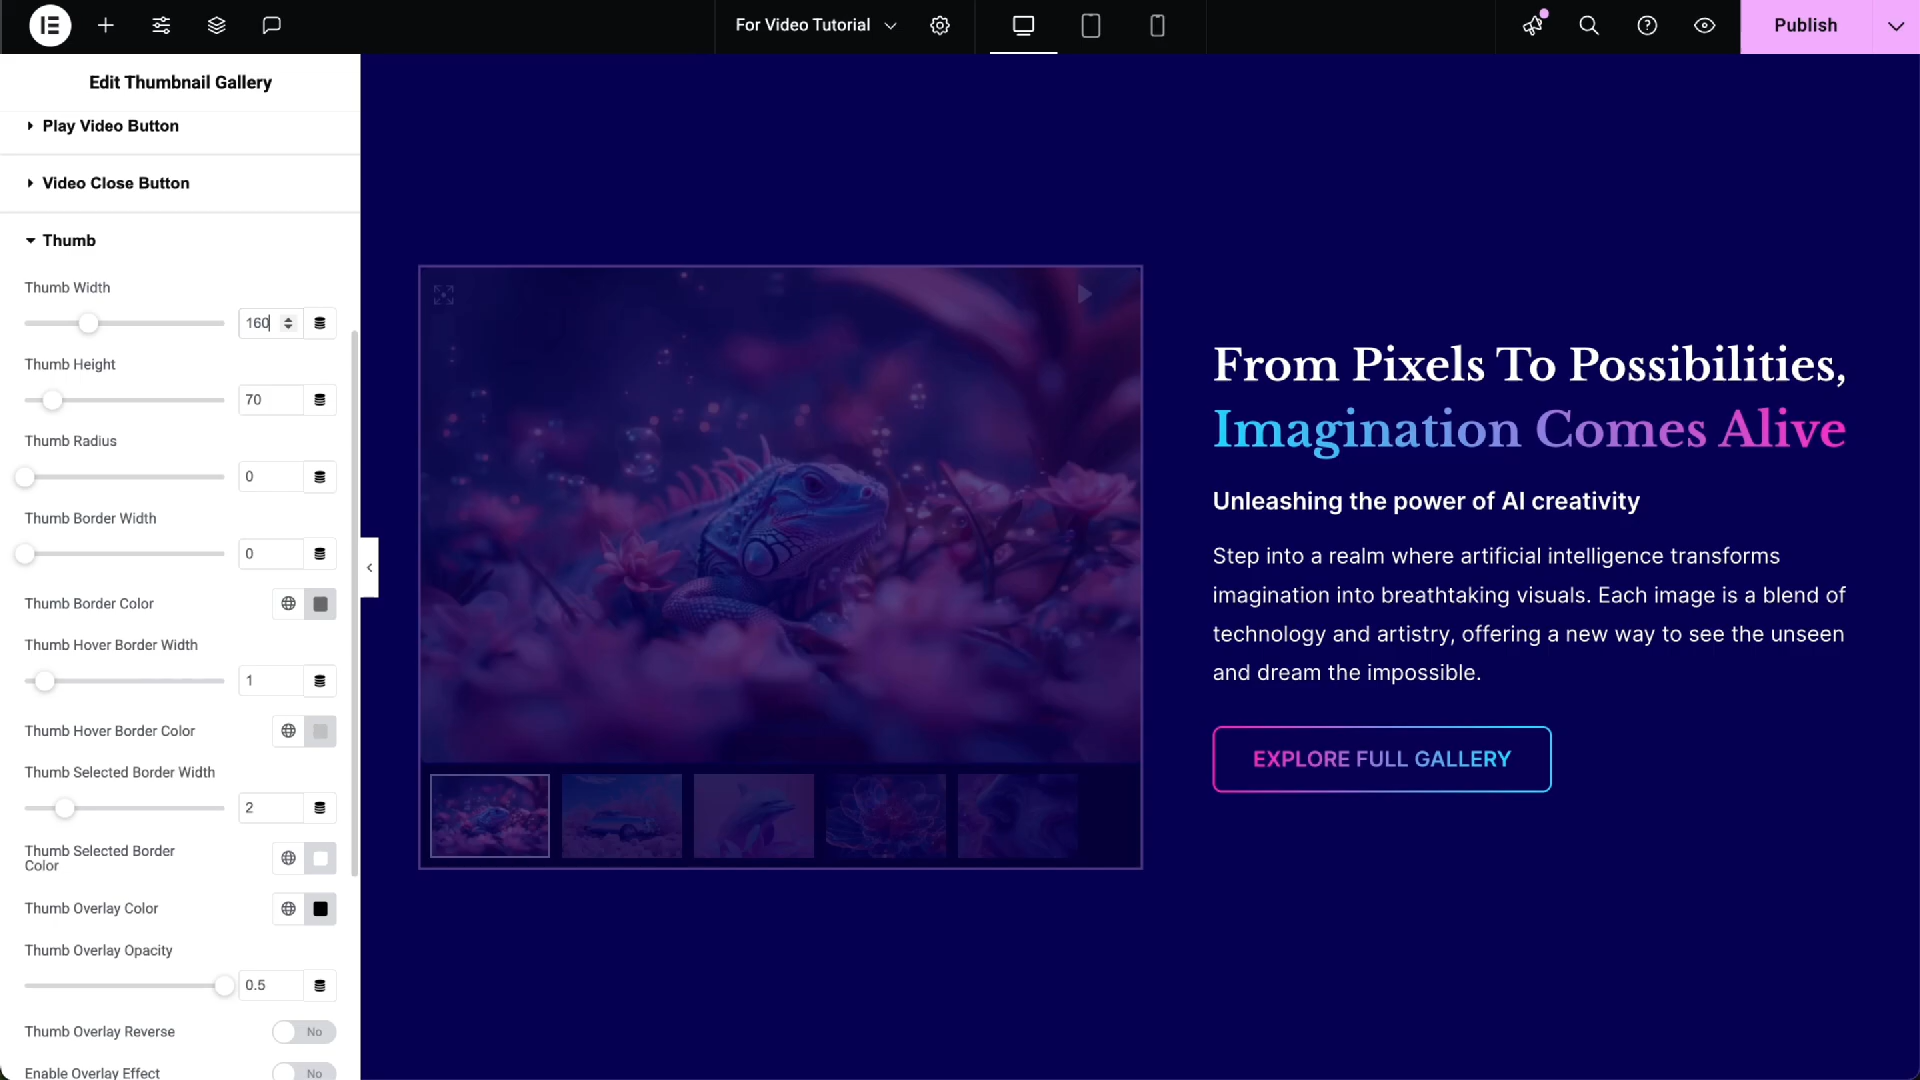 For Video Tutorial
Publish
Edit Thumbnail Gallery
Play Video Button
Video Close Button
Thumb
Thumb Width
160
Thumb Height
70
Thumb Radius
0
Thumb Border Width
0
Thumb Border Color
Thumb Hover Border Width
1
Thumb Hover Border Color
Thumb Selected Border Width
2
Thumb Selected Border
Color
Thumb Overlay Color
Thumb Overlay Opacity
0.5
Thumb Overlay Reverse
No
Enable Overlay Effect
No
From Pixels To Possibilities,
Imagination Comes Alive
Unleashing the power of AI creativity
Step into a realm where artificial intelligence transforms
imagination into breathtaking visuals. Each image is a blend of
technology and artistry, offering a new way to see the unseen
and dream the impossible.
EXPLORE FULL GALLERY